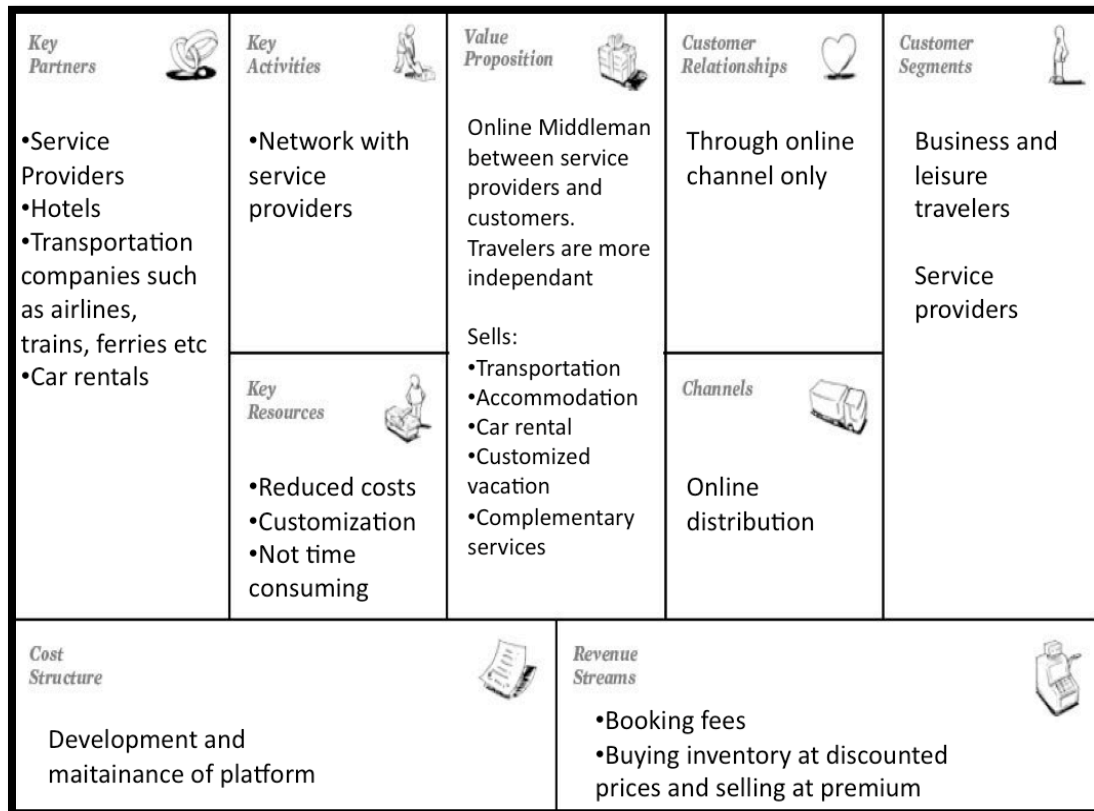 Key
Partners
•Service
Providers
•Hotels
•Transportation
companies such
as airlines,
trains, ferries etc
•Car rentals
Key
Activities
•Network with
service
providers
Key
Resources
•Reduced costs
•Customization
•Not time
consuming
Value
Proposition
Online Middleman
between service
providers and
customers.
Travelers are more
independant
Sells:
•Transportation
•Accommodation
•Car rental
•Customized
vacation
•Complementary
services
Customer
Relationships
Through online
channel only
Channels
Online
distribution
Customer
Segments
Business and
leisure
travelers
Service
providers
Cost
Structure
Development and
maitainance of platform
Revenue
Streams
•Booking fees
•Buying inventory at discounted
prices and selling at premium